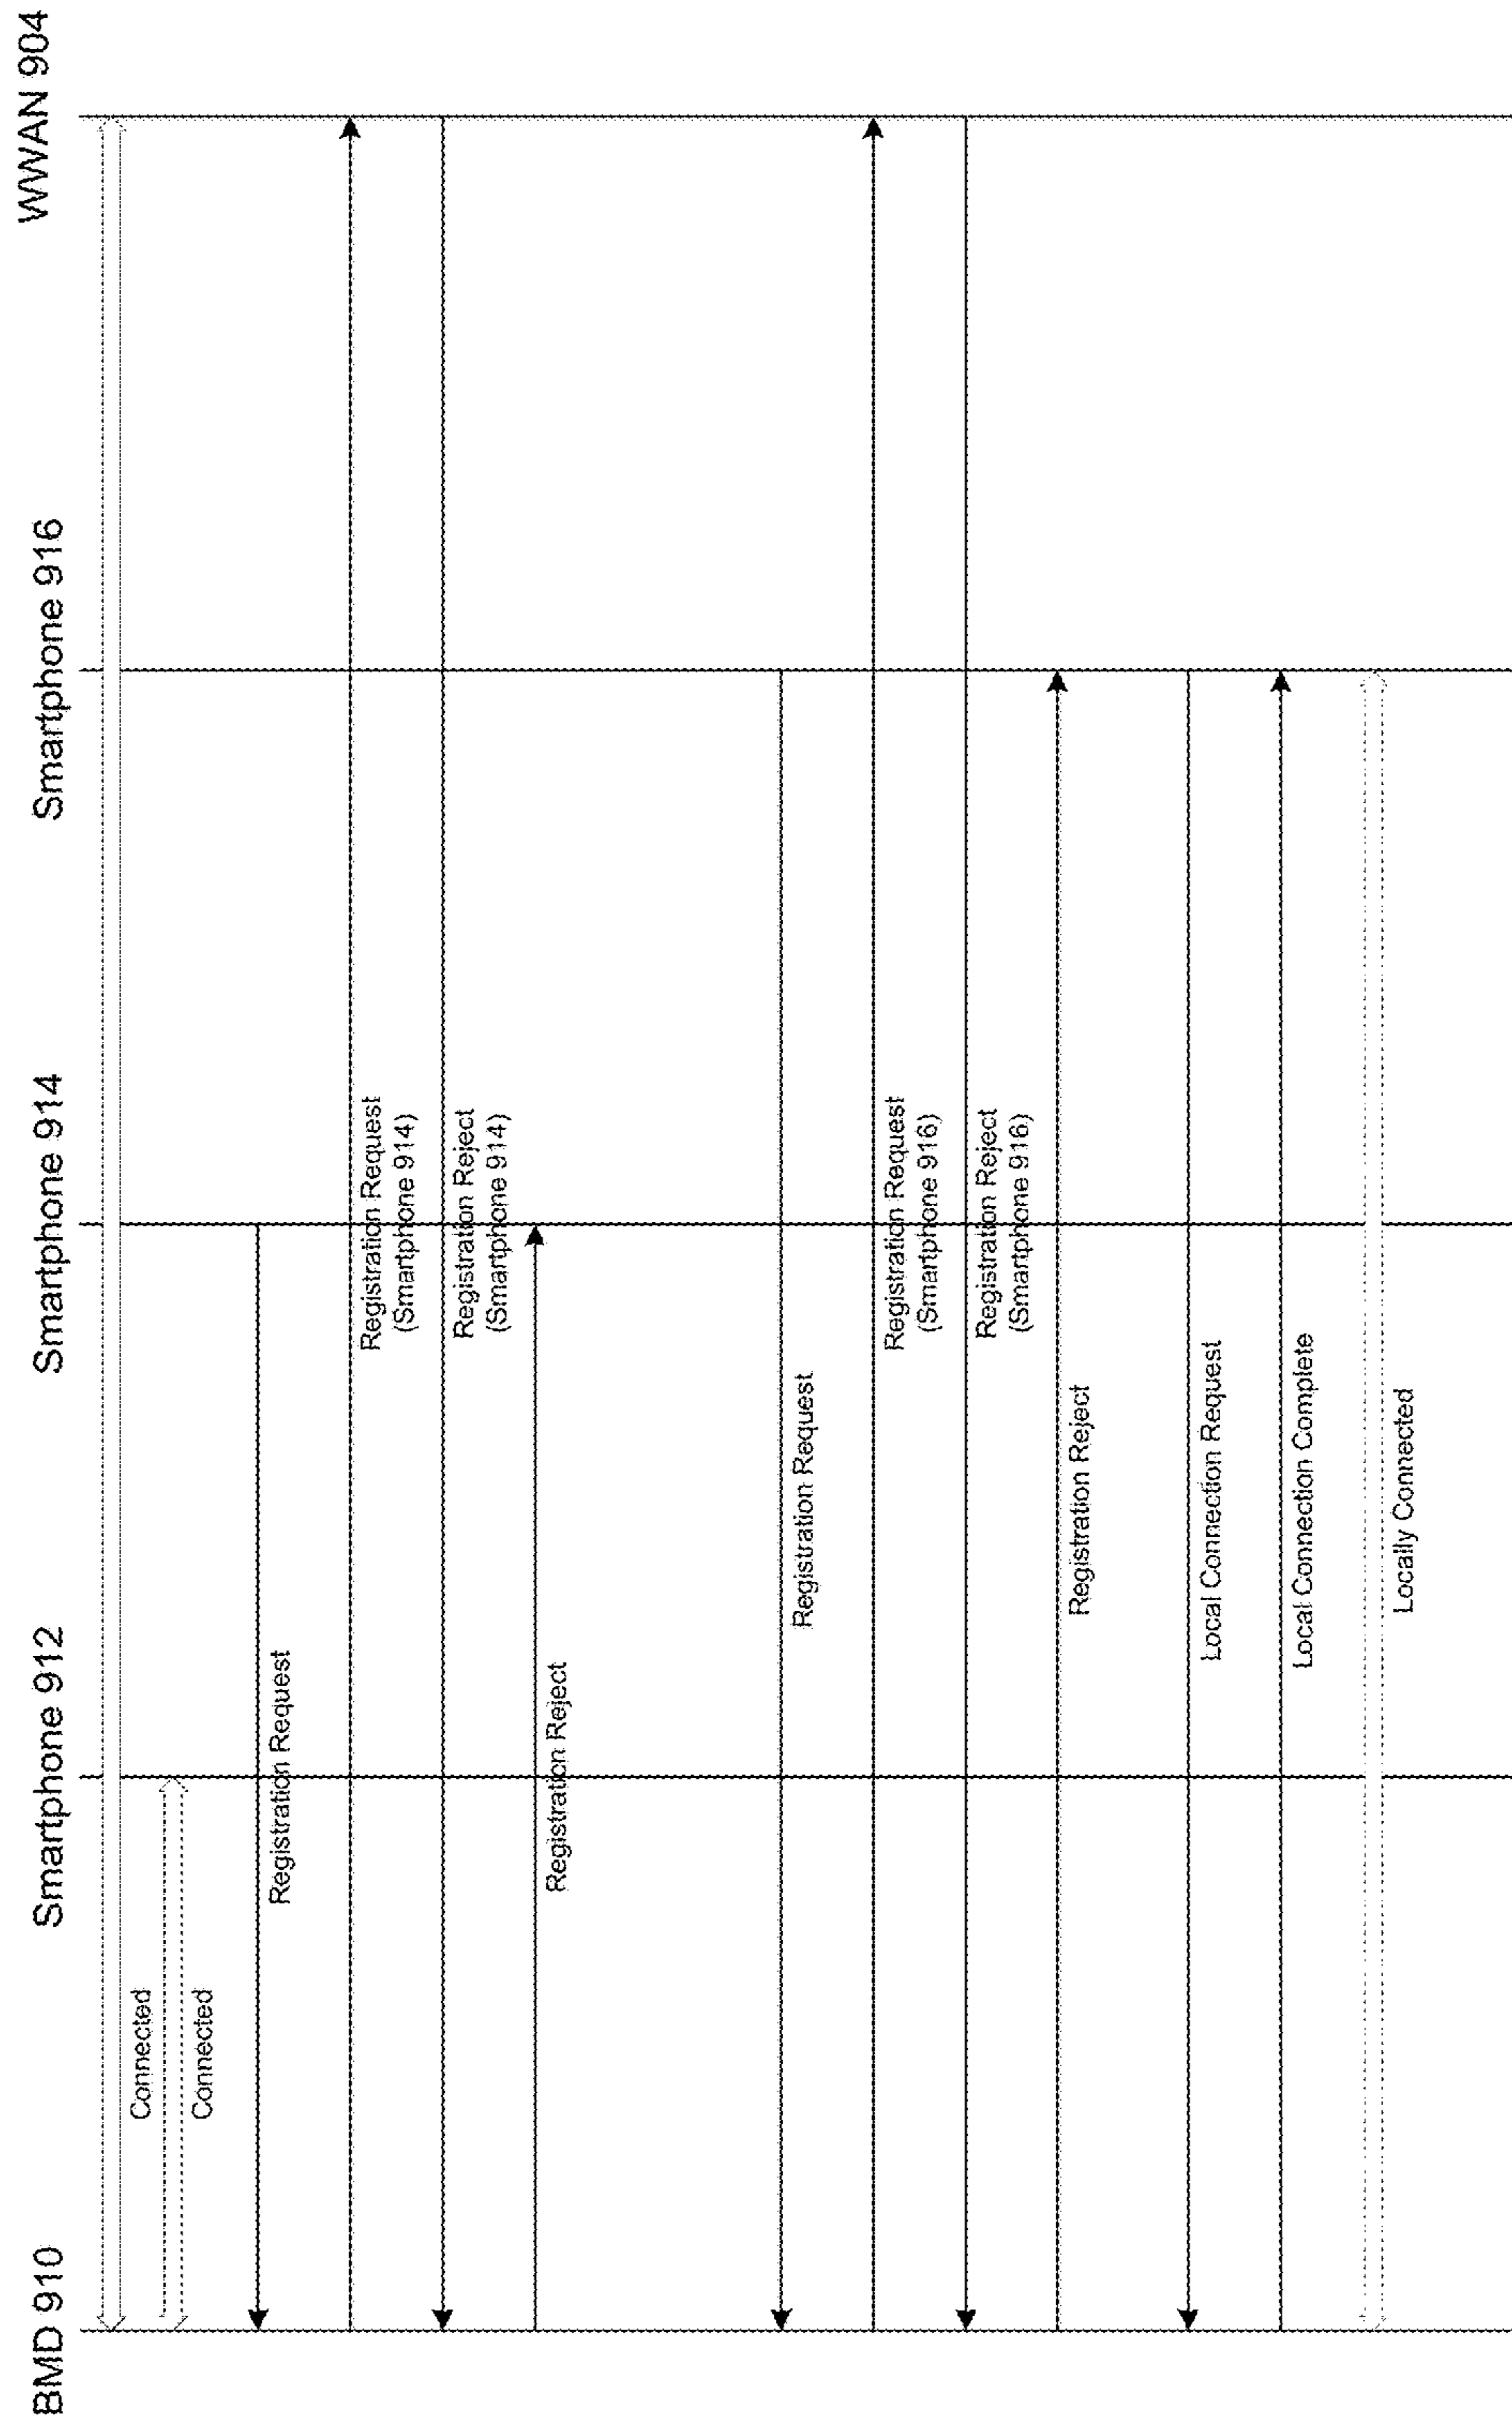 BMD 910
Smartphone 912
Smartphone 914
Smartphone 916
WWAN 904
Connected
Connected
Registration Request
Registration Request
(Smartphone 914)
Registration Reject
(Smartphone 914)
Registration Reject
Registration Request
Registration Request
(Smartphone 916)
Registration Reject
(Smartphone 916)
Registration Reject
Local Connection Request
Local Connection Complete
Locally Connected